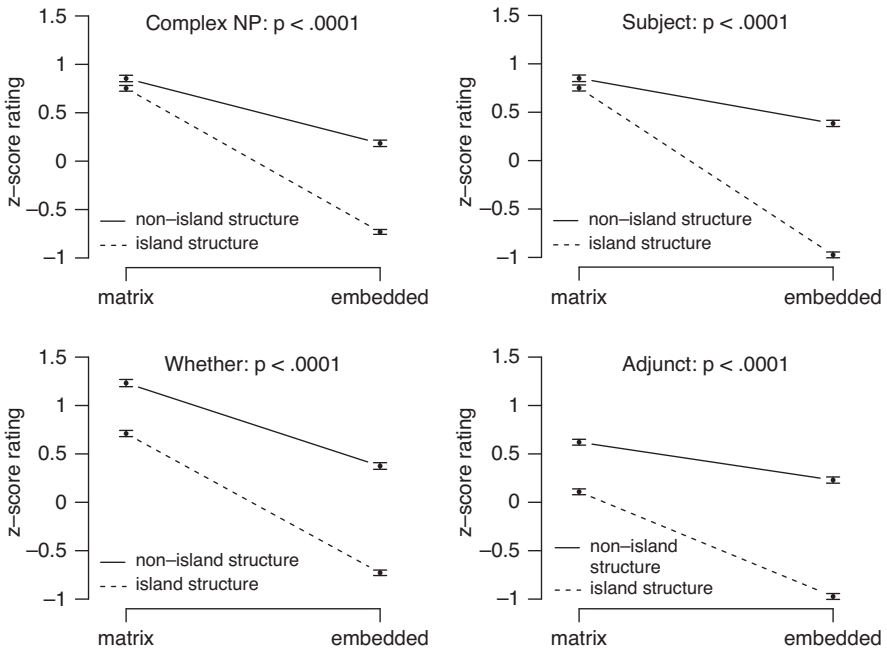 Complex NP: p < .0001
z–score rating
1.5
1
0.5
0
–0.5
–1
non–island structure
island structure
matrix
embedded
Subject: p < .0001
z–score rating
1.5
1
0.5
0
–0.5
–1
non–island structure
island structure
matrix
embedded
Whether: p < .0001
z–score rating
1.5
1
0.5
0
–0.5
–1
non–island structure
island structure
matrix
embedded
Adjunct: p < .0001
z–score rating
1.5
1
0.5
0
–0.5
–1
non–island
structure
island structure
matrix
embedded